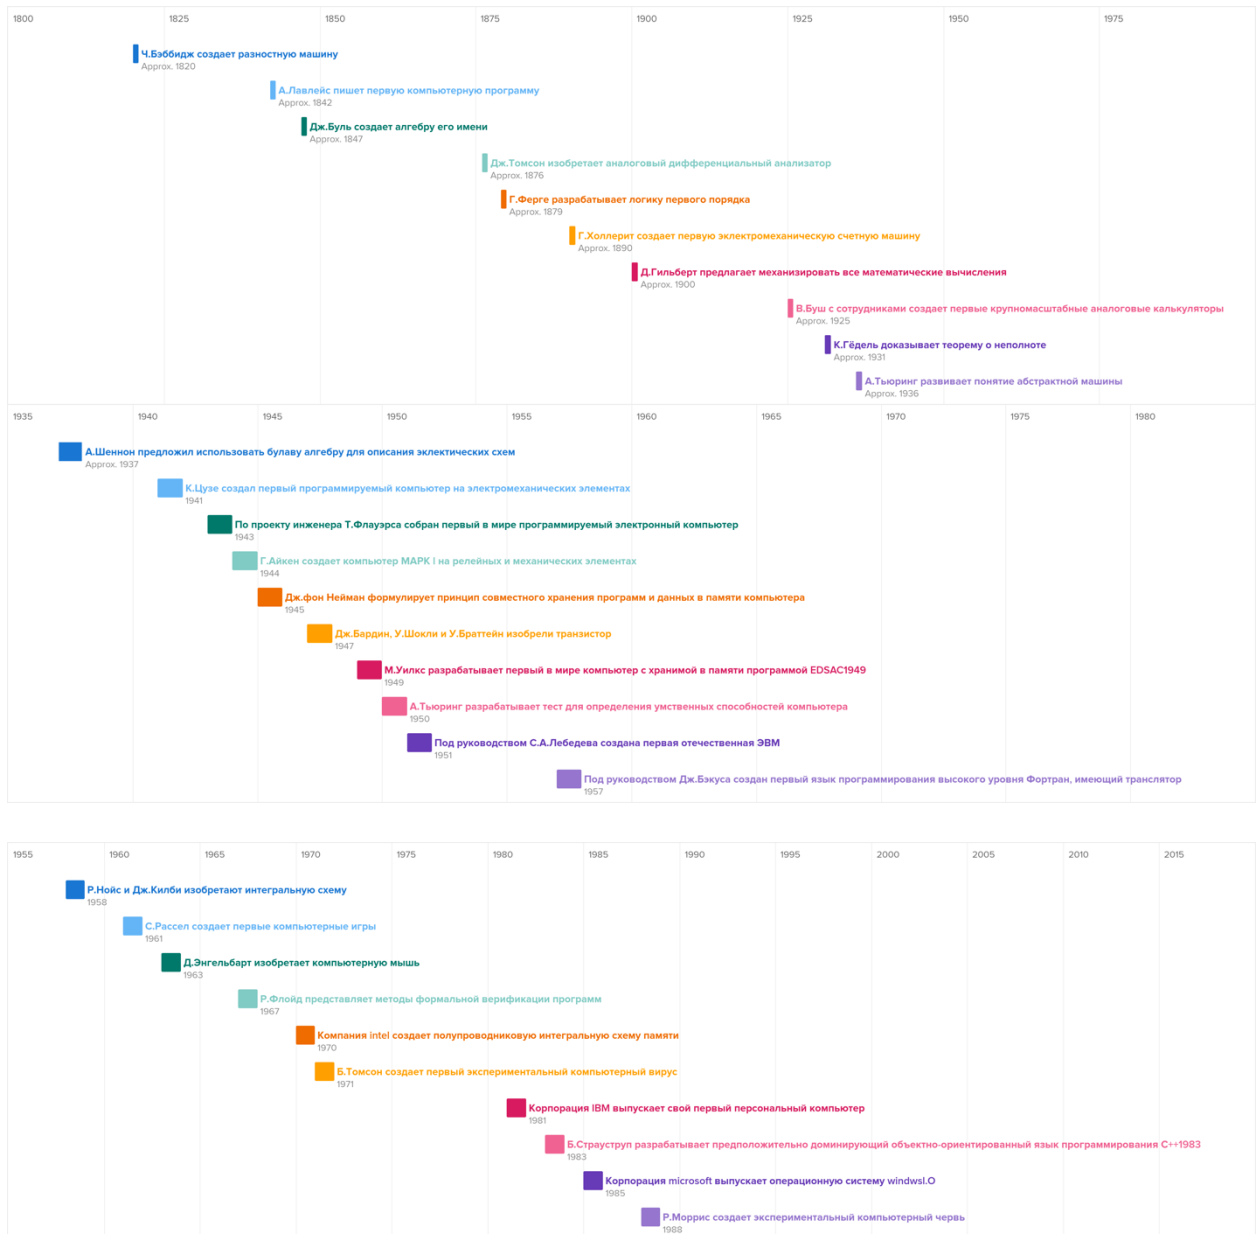 1800 1825 1850 1875 1900 1925 1950 1975
Ч.Бэббидж создает разностную машину
Approx. 1820
А.Лавлейс пишет первую компьютерную программу
Approx. 1842
Дж.Буль создает алгебру его имени
Approx. 1847
Дж.Томсон изобретает аналоговый дифференциальный анализатор
Approx. 1876
Г.Ферге разрабатывает логику первого порядка
Approx. 1879
Г.Холлерит создает первую эклектромеханическую счетную машину
Approx. 1890
Д.Гильберт предлагает механизировать все математические вычисления
Approx. 1900
В.Буш с сотрудниками создает первые крупномасштабные аналоговые калькуляторы
Approx. 1925
К.Гёдель доказывает теорему о неполноте
Approx. 1931
А.Тьюринг развивает понятие абстрактной машины
Approx. 1936
1935 1940 1945 1950 1955 1960 1965 1970 1975 1980
А.Шеннон предложил использовать булаву алгебру для описания эклектических схем
Approx. 1937
К.Цузе создал первый программируемый компьютер на электромеханических элементах
1941
По проекту инженера Т.Флауэрса собран первый в мире программируемый электронный компьютер
1943
Г.Айкен создает компьютер МАРК I на релейных и механических элементах
1944
Дж.фон Нейман формулирует принцип совместного хранения программ и данных в памяти компьютера
1945
Дж.Бардин, У.Шокли и У.Браттейн изобрели транзистор
1947
М.Уилкс разрабатывает первый в мире компьютер с хранимой в памяти программой EDSAC1949
1949
А.Тьюринг разрабатывает тест для определения умственных способностей компьютера
1950
Под руководством С.А.Лебедева создана первая отечественная ЭВМ
1951
Под руководством Дж.Бэкуса создан первый язык программирования высокого уровня Фортран, имеющий транслятор
1957
1955 1960 1965 1970 1975 1980 1985 1990 1995 2000 2005 2010 2015
Р.Нойс и Дж.Килби изобретают интегральную схему
1958
С.Рассел создает первые компьютерные игры
1961
Д.Энгельбарт изобретает компьютерную мышь
1963
Р.Флойд представляет методы формальной верификации программ
1967
Компания intel создает полупроводниковую интегральную схему памяти
1970
Б.Томсон создает первый экспериментальный компьютерный вирус
1971
Корпорация IBM выпускает свой первый персональный компьютер
1981
Б.Страуструп разрабатывает предположительно доминирующий объектно-ориентированный язык программирования C++1983
1983
Корпорация microsoft выпускает операционную систему windwsI.O
1985
Р.Моррис создает экспериментальный компьютерный червь
1988